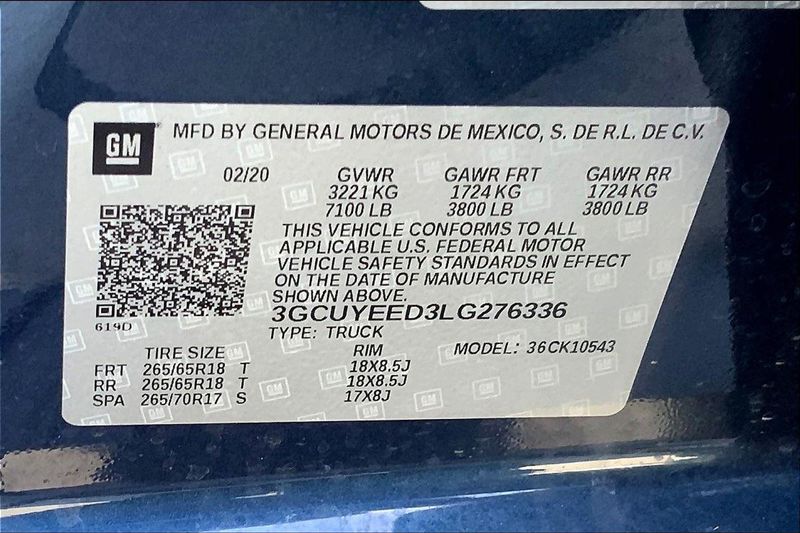 GM MFD BY GENERAL MOTORS DE MEXICO, S. DE R.L. DE C.V.
02/20 GVWR GAWR FRT GAWR RR
3221 KG 1724 KG 1724 KG
7100 LB 3800 LB 3800 LB
THIS VEHICLE CONFORMS TO ALL
APPLICABLE U.S. FEDERAL MOTOR
VEHICLE SAFETY STANDARDS IN EFFECT
ON THE DATE OF MANUFACTURE
SHOWN ABOVE.
3GCUYEED3LG276336
619D
TYPE: TRUCK
TIRE SIZE RIM MODEL: 36CK10543
FRT 265/65R18 T 18X8.5J
RR 265/65R18 T 18X8.5J
SPA 265/70R17 S 17X8J